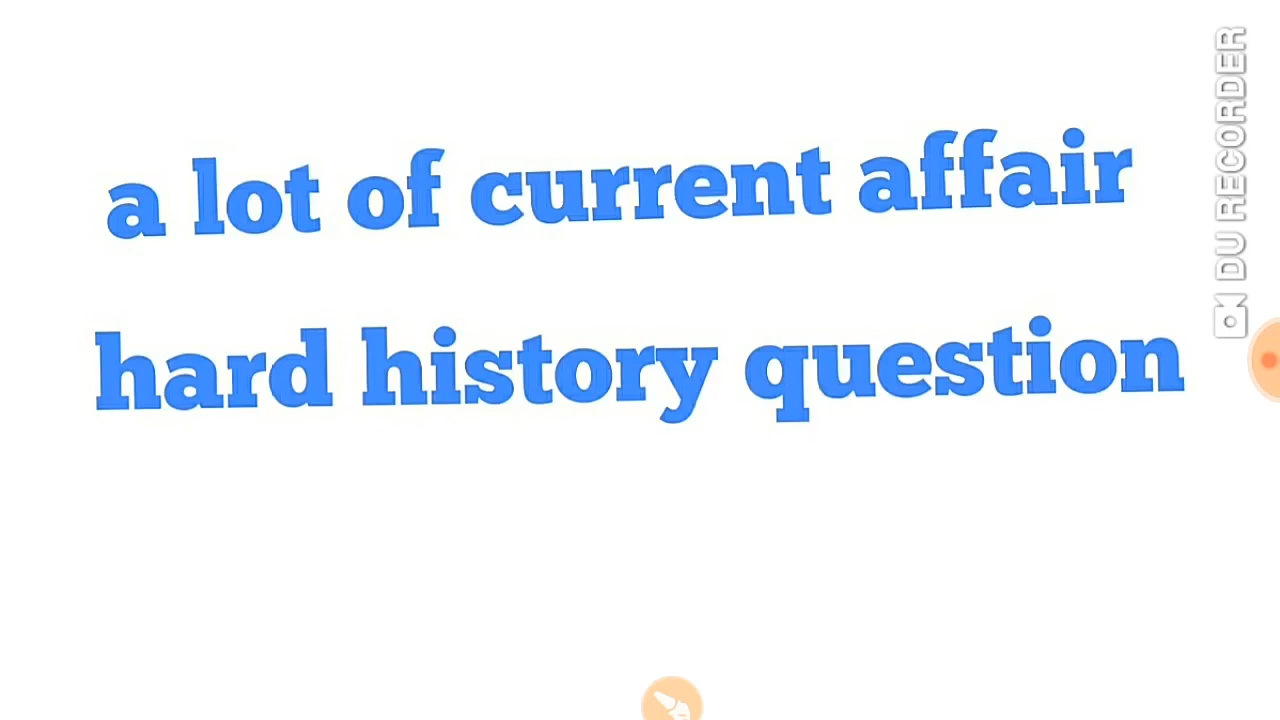 a lot of current affair
hard history question
DU RECORDER